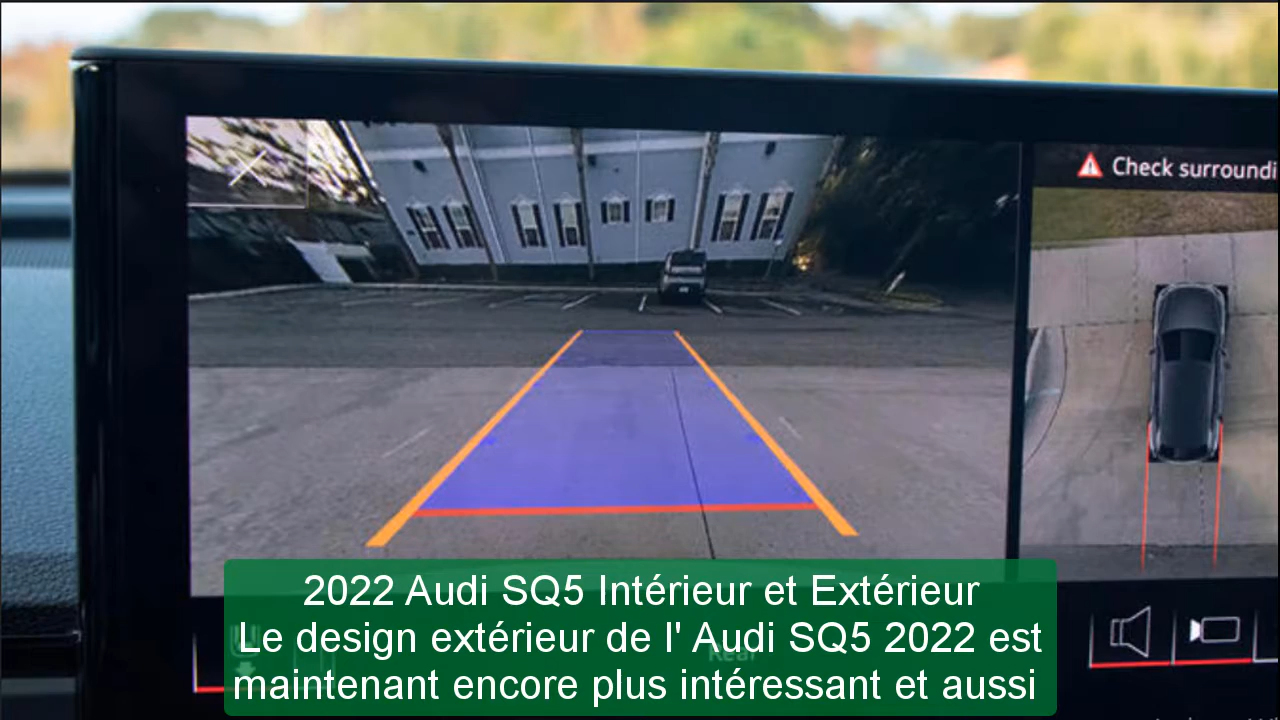 Check surroundi
2022 Audi SQ5 Intérieur et Extérieur
Le design extérieur de l' Audi SQ5 2022 est
maintenant encore plus intéressant et aussi
Rear